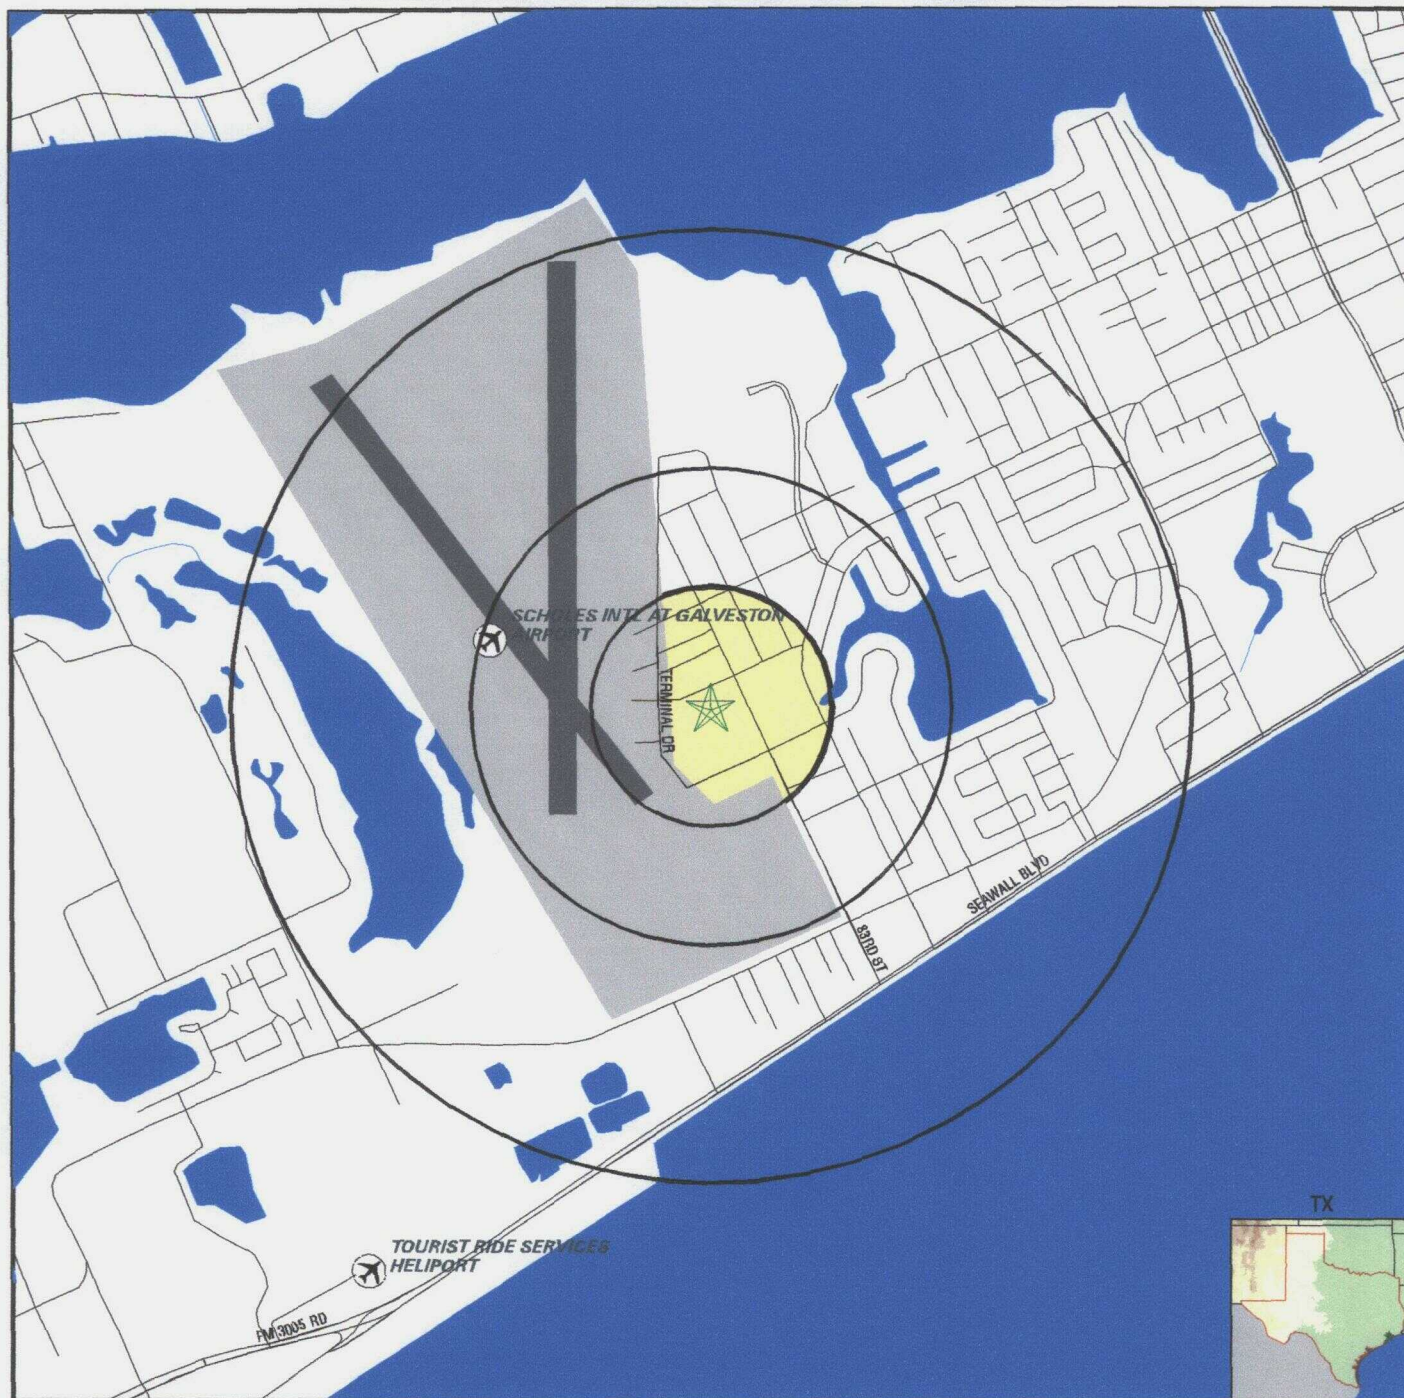 SCHOLES INTL AT GALVESTON
AIRPORT
TERMINAL DR
SEAWALL BLVD
83RD ST
TX
TOURIST RIDE SERVICES
HELIPORT
FM 3005 RD